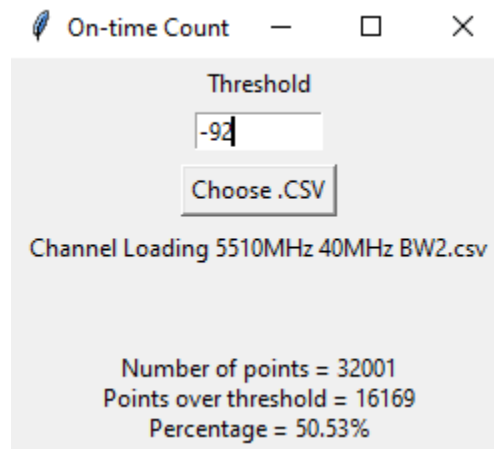 On-time Count
Threshold
-92
Choose .CSV
Channel Loading 5510MHz 40MHz BW2.csv
Number of points = 32001
Points over threshold = 16169
Percentage = 50.53%